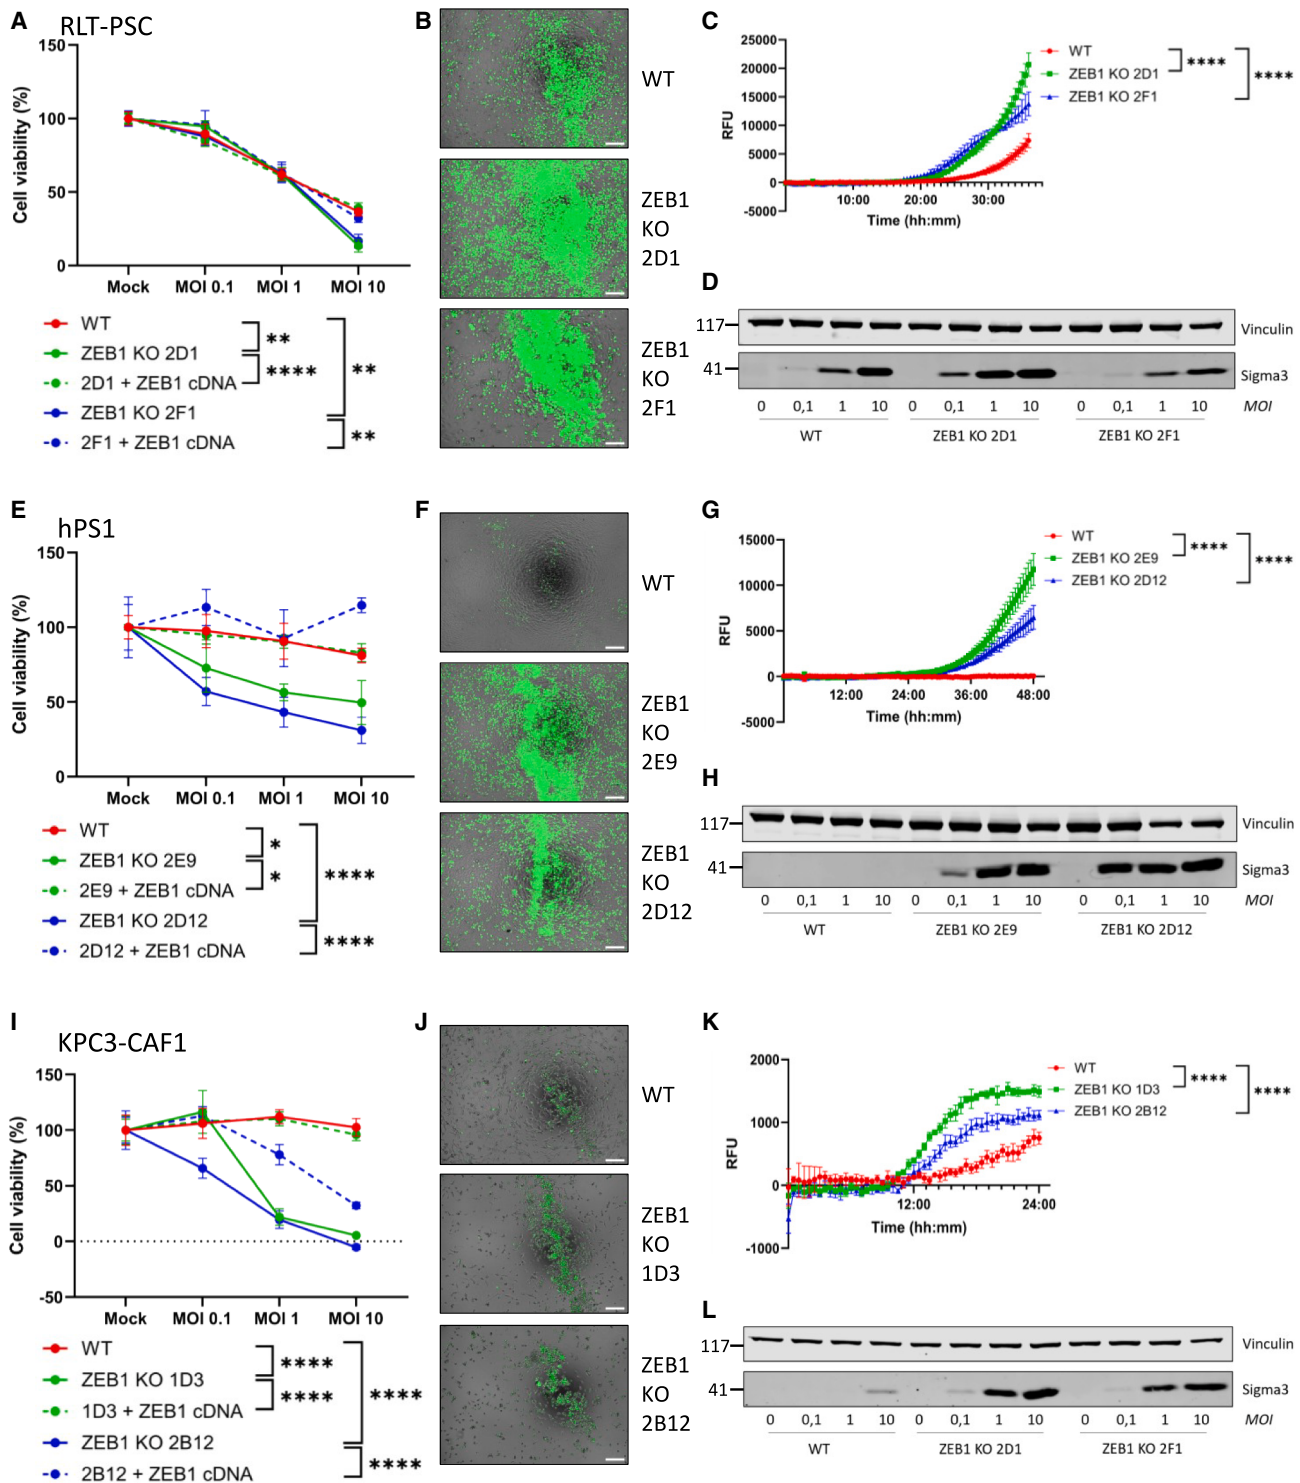 A
RLT-PSC
Cell viability (%)
150
100
50
0
Mock
MOI 0.1
MOI 1
MOI 10
WT
ZEB1 KO 2D1
2D1 + ZEB1 cDNA
ZEB1 KO 2F1
2F1 + ZEB1 cDNA
**
****
**
**
B
WT
ZEB1
KO
2D1
ZEB1
KO
2F1
C
RFU
25000
20000
15000
10000
5000
0
-5000
10:00
20:00
30:00
Time (hh:mm)
WT
ZEB1 KO 2D1
ZEB1 KO 2F1
****
****
D
117
Vinculin
41
Sigma3
0 0,1 1 10 0 0,1 1 10 0 0,1 1 10 MOI
WT
ZEB1 KO 2D1
ZEB1 KO 2F1
E
hPS1
Cell viability (%)
150
100
50
0
Mock
MOI 0.1
MOI 1
MOI 10
WT
ZEB1 KO 2E9
2E9 + ZEB1 cDNA
ZEB1 KO 2D12
2D12 + ZEB1 cDNA
*
*
****
****
F
WT
ZEB1
KO
2E9
ZEB1
KO
2D12
G
RFU
15000
10000
5000
0
-5000
12:00
24:00
36:00
48:00
Time (hh:mm)
WT
ZEB1 KO 2E9
ZEB1 KO 2D12
****
****
H
117
Vinculin
41
Sigma3
0 0,1 1 10 0 0,1 1 10 0 0,1 1 10 MOI
WT
ZEB1 KO 2E9
ZEB1 KO 2D12
I
KPC3-CAF1
Cell viability (%)
150
100
50
0
-50
Mock
MOI 0.1
MOI 1
MOI 10
WT
ZEB1 KO 1D3
1D3 + ZEB1 cDNA
ZEB1 KO 2B12
2B12 + ZEB1 cDNA
****
****
****
****
J
WT
ZEB1
KO
1D3
ZEB1
KO
2B12
K
RFU
2000
1000
0
-1000
12:00
24:00
Time (hh:mm)
WT
ZEB1 KO 1D3
ZEB1 KO 2B12
****
****
L
117
Vinculin
41
Sigma3
0 0,1 1 10 0 0,1 1 10 0 0,1 1 10 MOI
WT
ZEB1 KO 2D1
ZEB1 KO 2F1